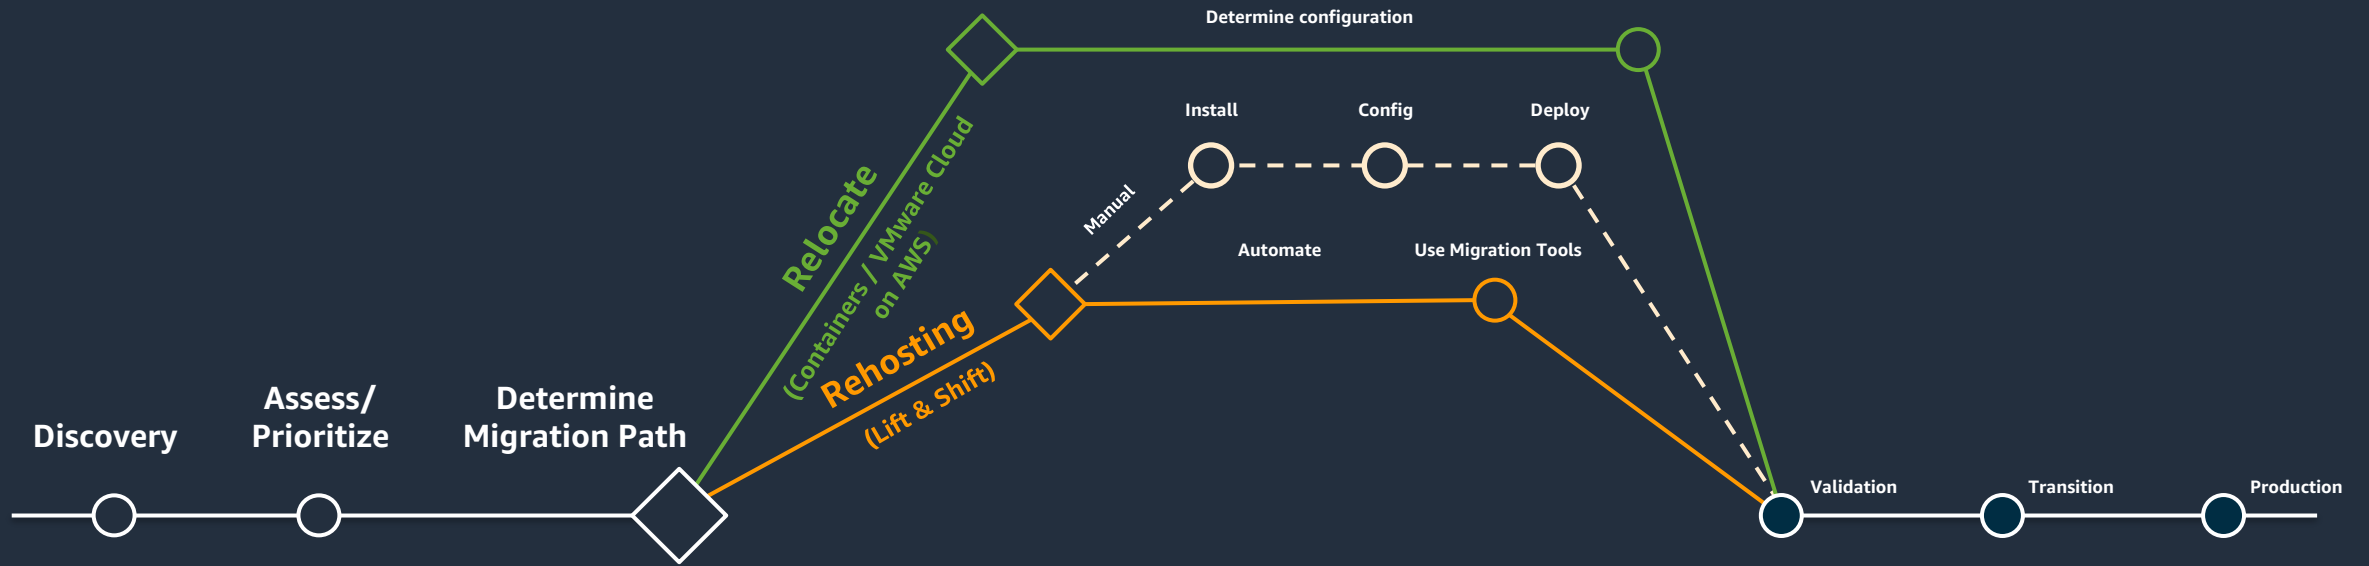 Determine configuration
Install
Config
Deploy
Manual
Relocate
(Containers / VMware Cloud
on AWS)
Automate
Use Migration Tools
Rehosting
(Lift & Shift)
Discovery
Assess/
Prioritize
Determine
Migration Path
Validation
Transition
Production